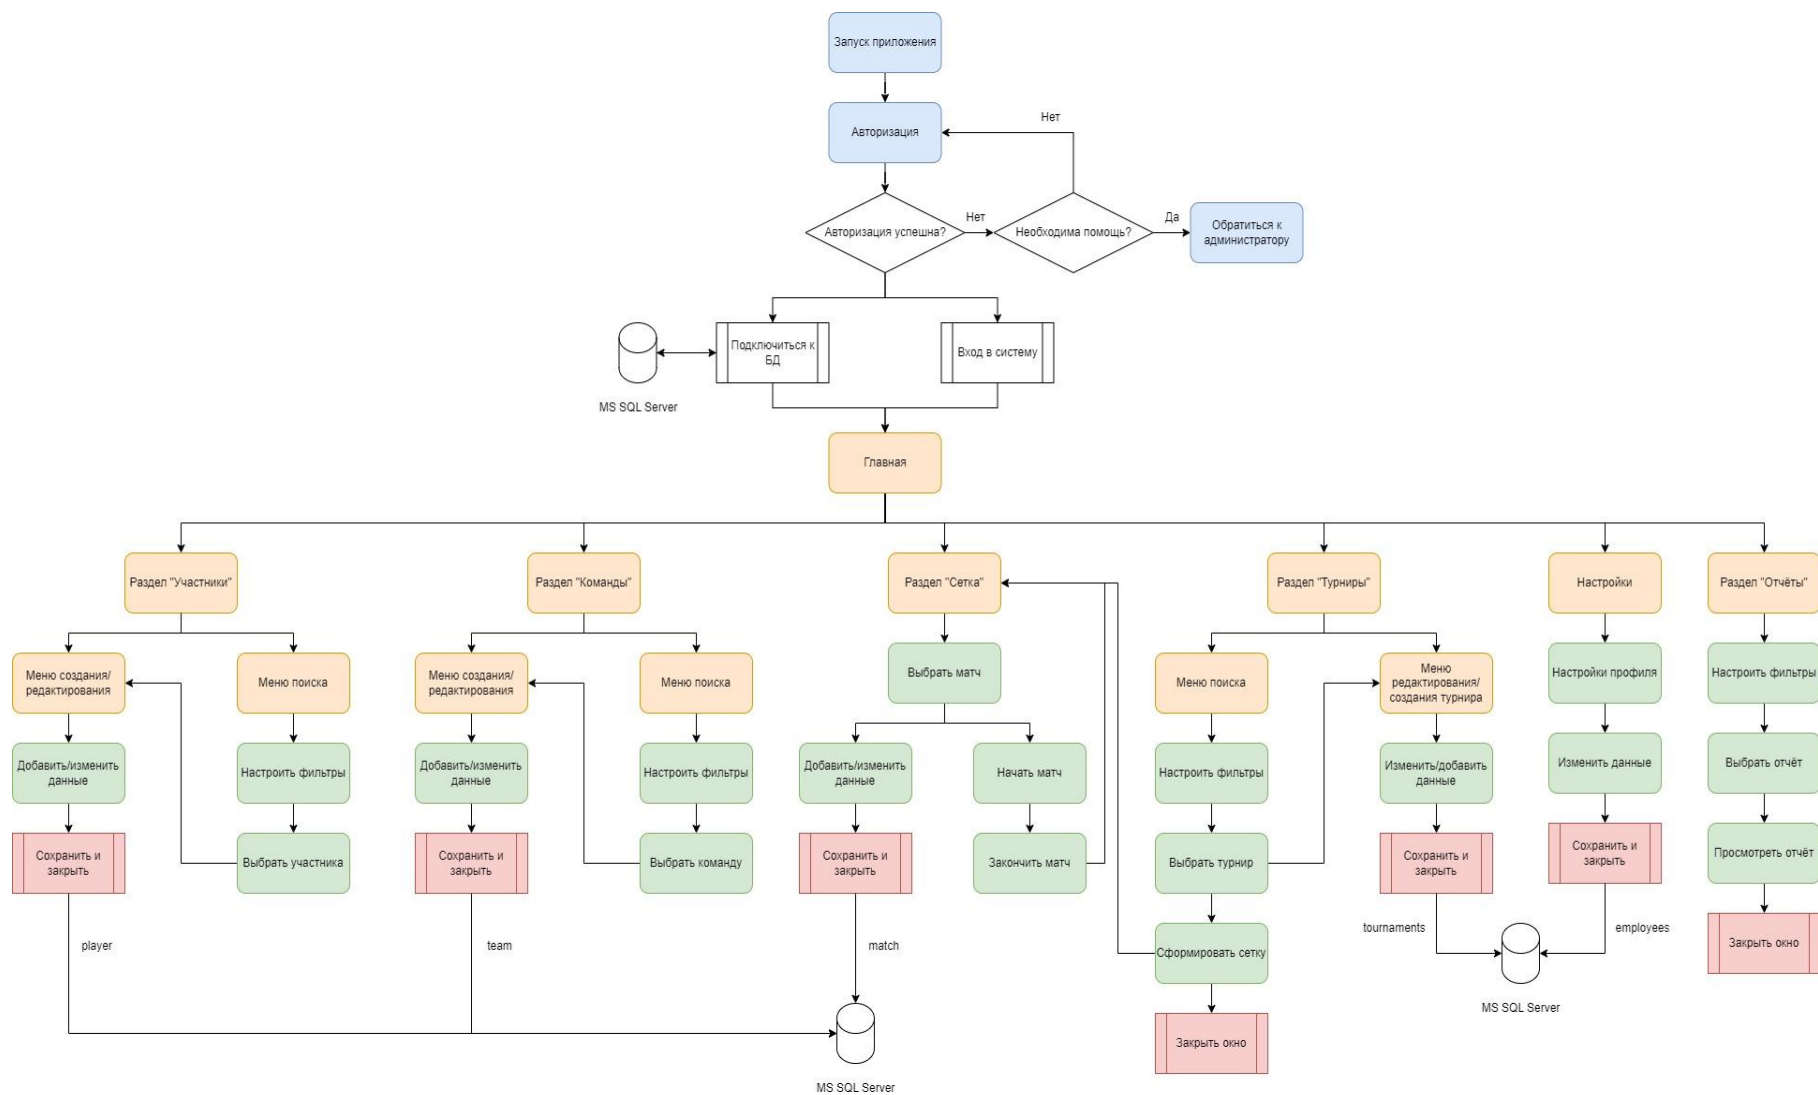 Запуск приложения
Авторизация
Нет
Авторизация успешна?
Нет
Необходима помощь?
Да
Обратиться к
администратору
Подключиться к
БД
Вход в систему
MS SQL Server
Главная
Раздел "Участники"
Раздел "Команды"
Раздел "Сетка"
Раздел "Турниры"
Настройки
Раздел "Отчёты"
Меню создания/
редактирования
Меню поиска
Меню создания/
редактирования
Меню поиска
Выбрать матч
Меню поиска
Меню
редактирования/
создания турнира
Настройки профиля
Настроить фильтры
Добавить/изменить
данные
Настроить фильтры
Добавить/изменить
данные
Настроить фильтры
Добавить/изменить
данные
Начать матч
Настроить фильтры
Изменить/добавить
данные
Изменить данные
Выбрать отчёт
Сохранить и
закрыть
Выбрать участника
Сохранить и
закрыть
Выбрать команду
Сохранить и
закрыть
Закончить матч
Выбрать турнир
Сохранить и
закрыть
Сохранить и
закрыть
Просмотреть отчёт
player
team
match
Сформировать сетку
tournaments
employees
Закрыть окно
MS SQL Server
Закрыть окно
MS SQL Server